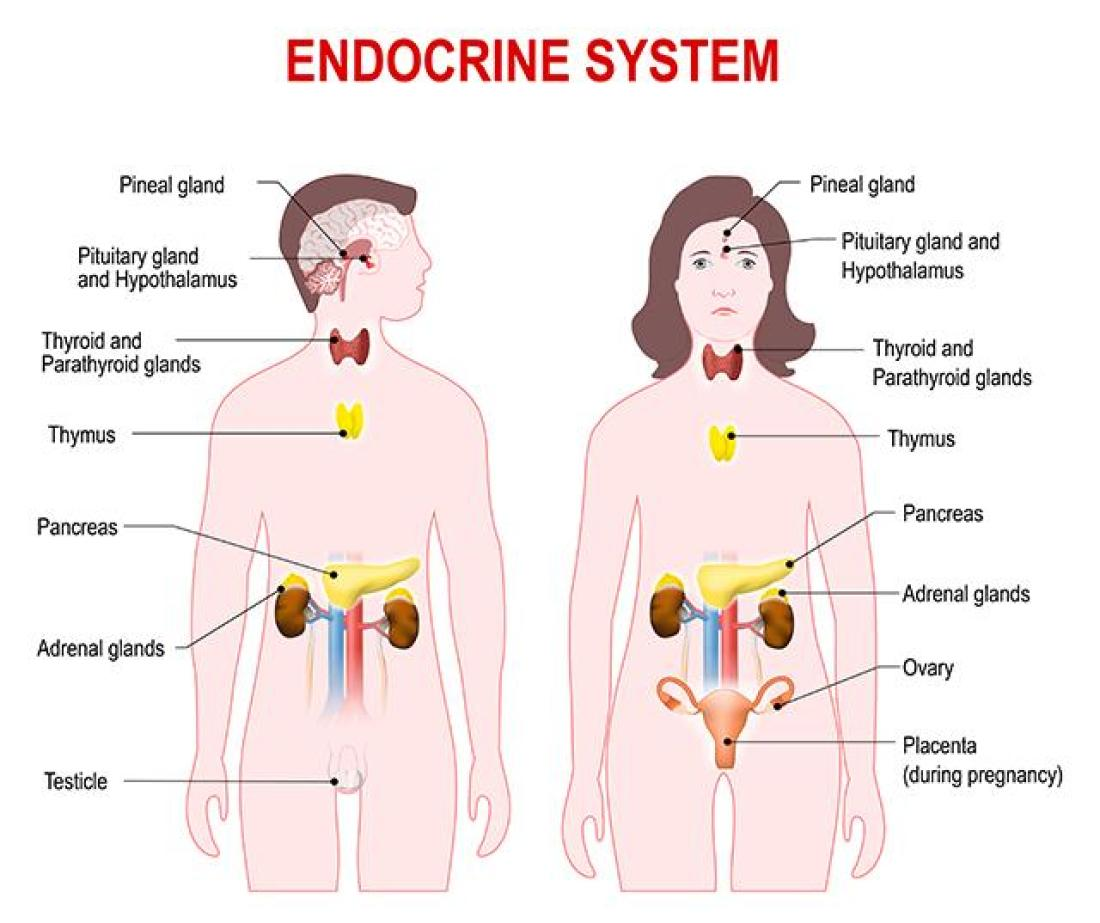 ENDOCRINE SYSTEM
Pineal gland
Pituitary gland
and Hypothalamus
Thyroid and
Parathyroid glands
Thymus
Pancreas
Adrenal glands
Testicle
Pineal gland
Pituitary gland and
Hypothalamus
Thyroid and
Parathyroid glands
Thymus
Pancreas
Adrenal glands
Ovary
Placenta
(during pregnancy)